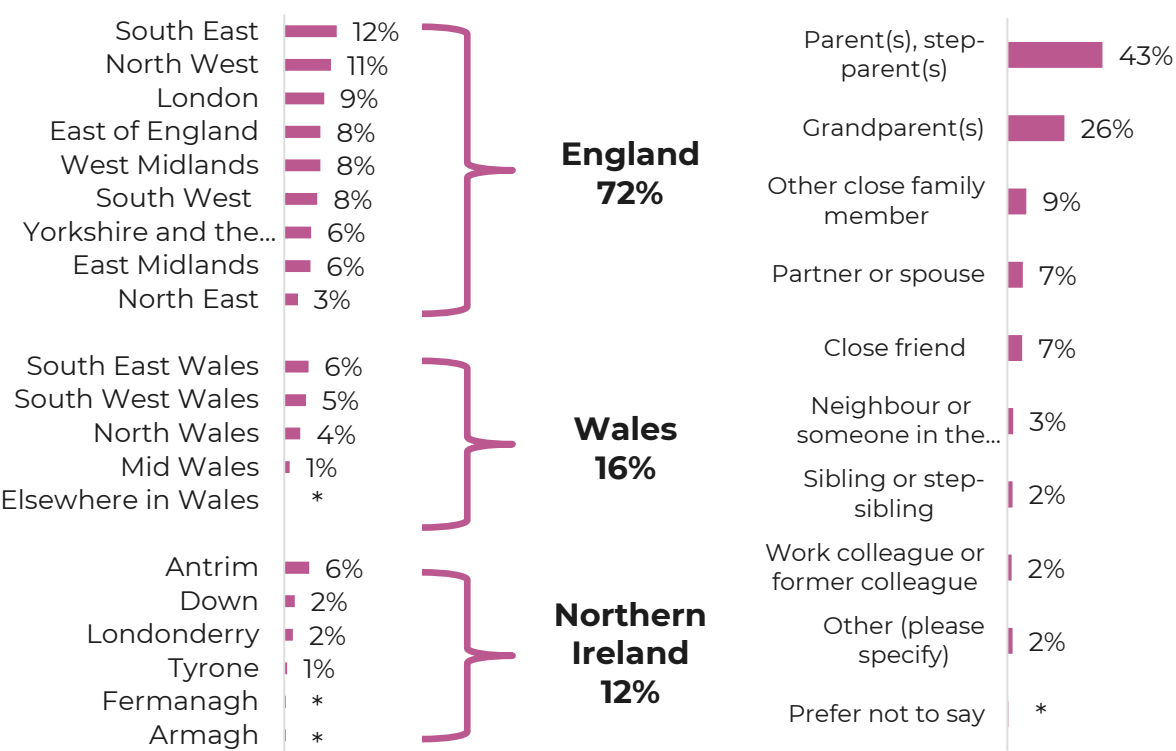 South East 12%
North West 11%
London 9%
East of England 8%
West Midlands 8%
South West 8%
Yorkshire and the... 6%
East Midlands 6%
North East 3%
England
72%
South East Wales 6%
South West Wales 5%
North Wales 4%
Mid Wales 1%
Elsewhere in Wales *
Wales
16%
Antrim 6%
Down 2%
Londonderry 2%
Tyrone 1%
Fermanagh *
Armagh *
Northern
Ireland
12%
Parent(s), step-
parent(s)
43%
Grandparent(s) 26%
Other close family
member
9%
Partner or spouse 7%
Close friend 7%
Neighbour or
someone in the...
3%
Sibling or step-
sibling
2%
Work colleague or
former colleague
2%
Other (please
specify)
2%
Prefer not to say *